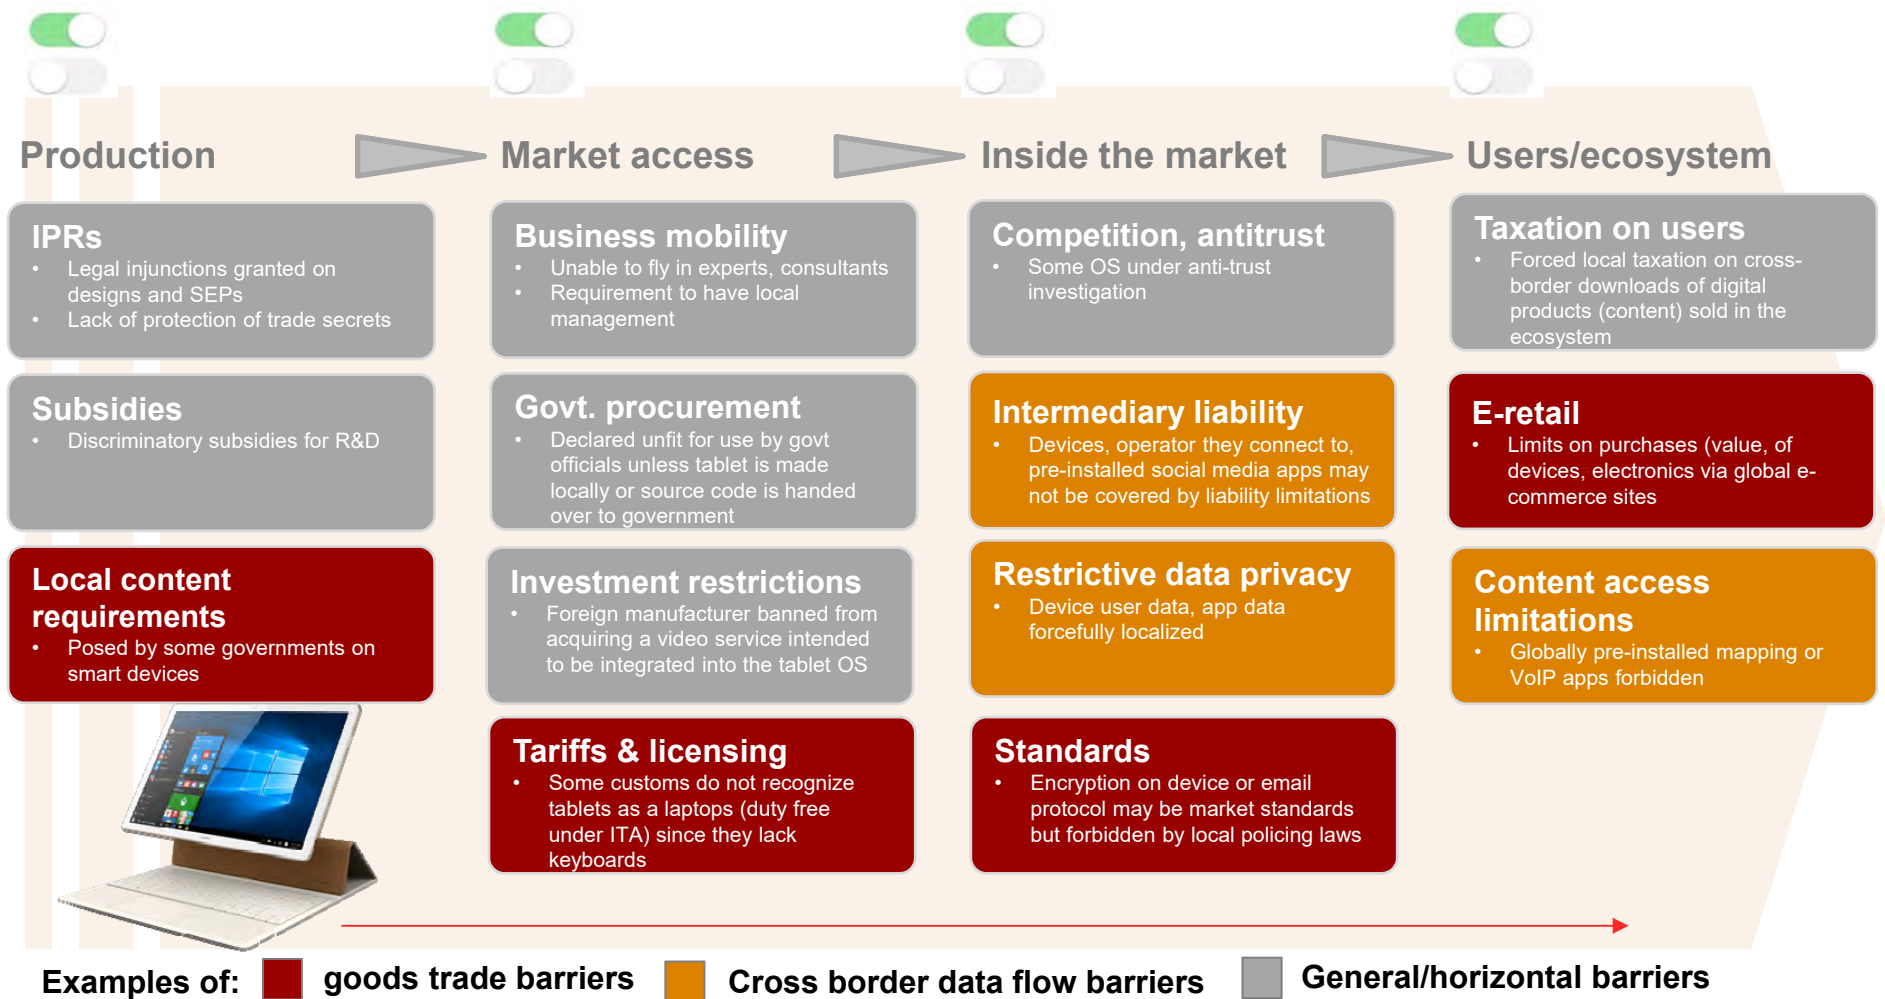 Production
Market access
Inside the market
Users/ecosystem
IPRs
• Legal injunctions granted on
designs and SEPs
• Lack of protection of trade secrets
Subsidies
• Discriminatory subsidies for R&D
Local content
requirements
• Posed by some governments on
smart devices
Business mobility
• Unable to fly in experts, consultants
• Requirement to have local
management
Govt. procurement
• Declared unfit for use by govt
officials unless tablet is made
locally or source code is handed
over to government
Investment restrictions
• Foreign manufacturer banned from
acquiring a video service intended
to be integrated into the tablet OS
Tariffs & licensing
• Some customs do not recognize
tablets as a laptops (duty free
under ITA) since they lack
keyboards
Competition, antitrust
• Some OS under anti-trust
investigation
Intermediary liability
• Devices, operator they connect to,
pre-installed social media apps may
not be covered by liability limitations
Restrictive data privacy
• Device user data, app data
forcefully localized
Standards
• Encryption on device or email
protocol may be market standards
but forbidden by local policing laws
Taxation on users
• Forced local taxation on cross-
border downloads of digital
products (content) sold in the
ecosystem
E-retail
• Limits on purchases (value, of
devices, electronics via global e-
commerce sites
Content access
limitations
• Globally pre-installed mapping or
VoIP apps forbidden
Examples of: goods trade barriers Cross border data flow barriers General/horizontal barriers